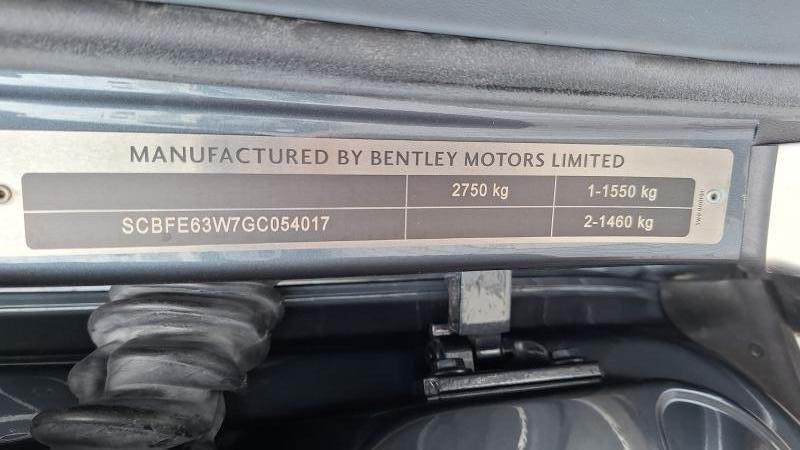 MANUFACTURED BY BENTLEY MOTORS LIMITED
2750 kg 1-1550 kg
SCBFE63W7GC054017 2-1460 kg